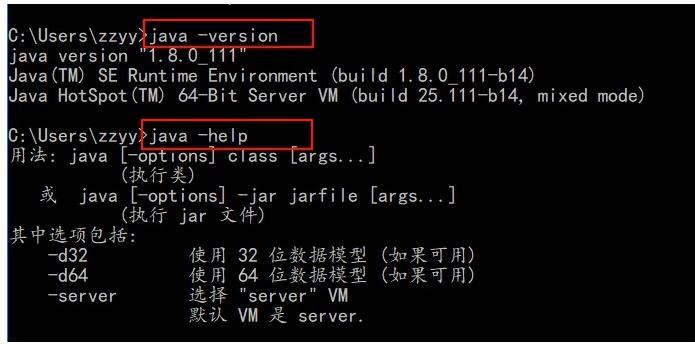 C:\Users\zzyy>java -version
java version "1.8.0_111"
Java(TM) SE Runtime Environment (build 1.8.0_111-b14)
Java HotSpot(TM) 64-Bit Server VM (build 25.111-b14, mixed mode)
C:\Users\zzyy>java -help
用法: java [-options] class [args...]
(执行类)
或 java [-options] -jar jarfile [args...]
(执行 jar 文件)
其中选项包括:
-d32 使用 32 位数据模型 (如果可用)
-d64 使用 64 位数据模型 (如果可用)
-server 选择 "server" VM
默认 VM 是 server.